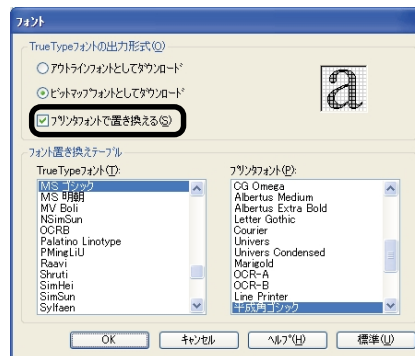 フォント
TrueTypeフォントの出力形式(O)
アウトラインフォントとしてダウンロード
ビットマップフォントとしてダウンロード
プリンタフォントで置き換える(S)
a
フォント置き換えテーブル
TrueTypeフォント(T):
MS ゴシック
MS 明朝
MV Boli
NSimSun
OCRB
Palatino Linotype
PMingLiU
Raavi
Shruti
SimHei
SimSun
Sylfaen
プリンタフォント(P):
CG Omega
Albertus Medium
Albertus Extra Bold
Letter Gothic
Courier
Univers
Univers Condensed
Marigold
OCR-A
OCR-B
Line Printer
平成角ゴシック
OK
キャンセル
ヘルプ(H)
標準(U)